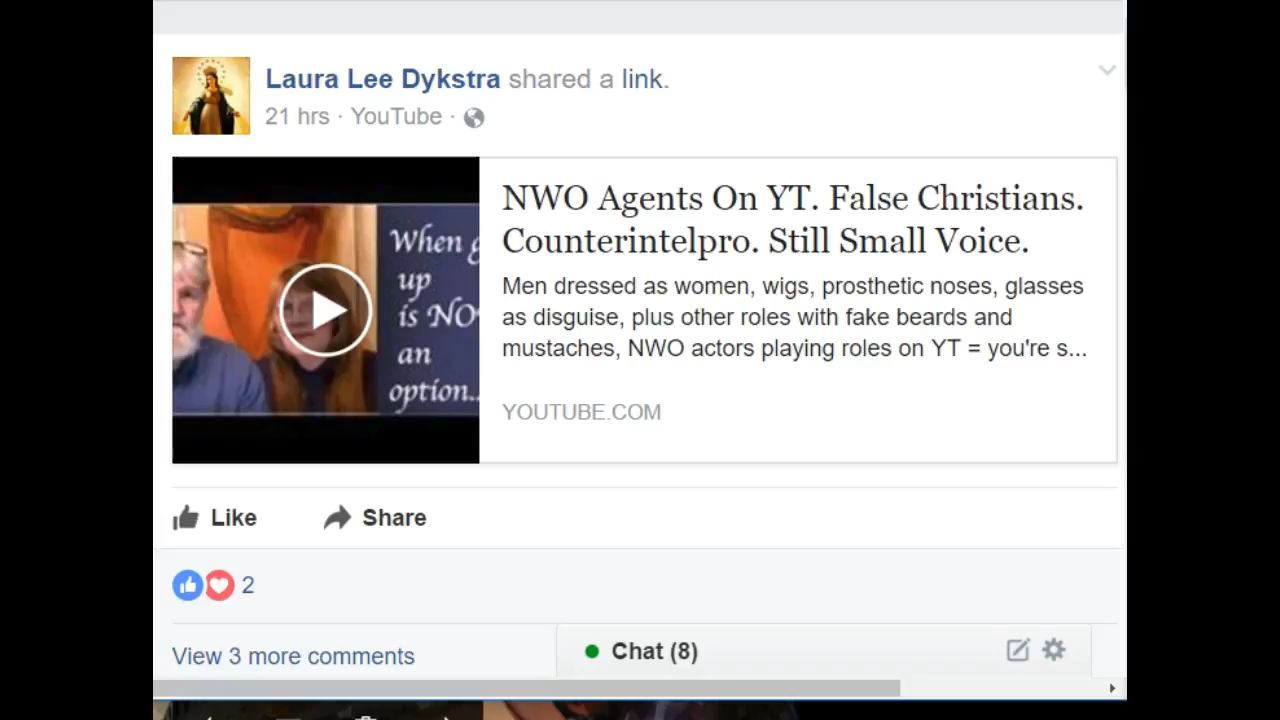 Laura Lee Dykstra shared a link.
21 hrs · YouTube ·
When
up
is NO
an
option..
NWO Agents On YT. False Christians.
Counterintelpro. Still Small Voice.
Men dressed as women, wigs, prosthetic noses, glasses
as disguise, plus other roles with fake beards and
mustaches, NWO actors playing roles on YT = you're s...
YOUTUBE.COM
Like Share
2
View 3 more comments
Chat (8)